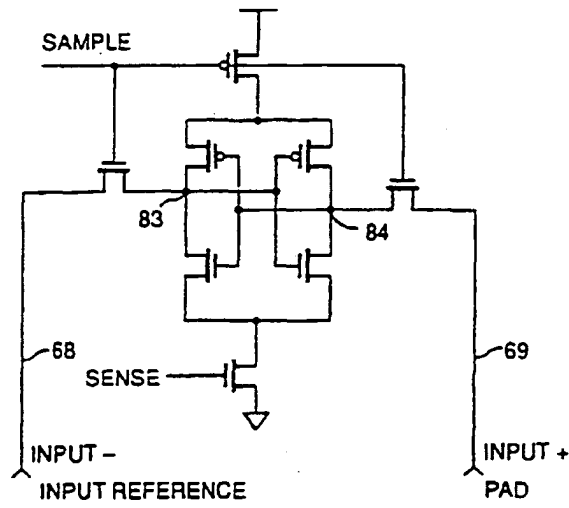 SAMPLE
83
84
68
69
SENSE
INPUT –
INPUT REFERENCE
INPUT +
PAD